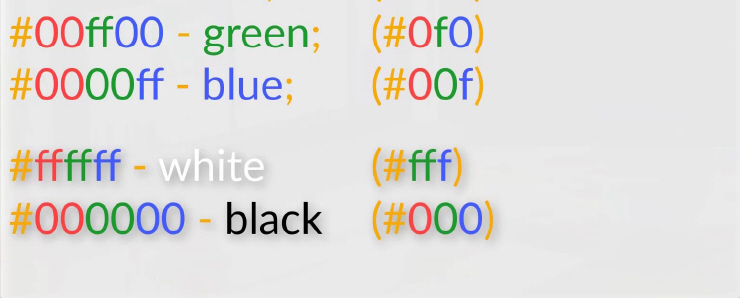 #00ff00 - green; (#0f0)
#0000ff - blue; (#00f)
#ffffff - white (#fff)
#000000 - black (#000)